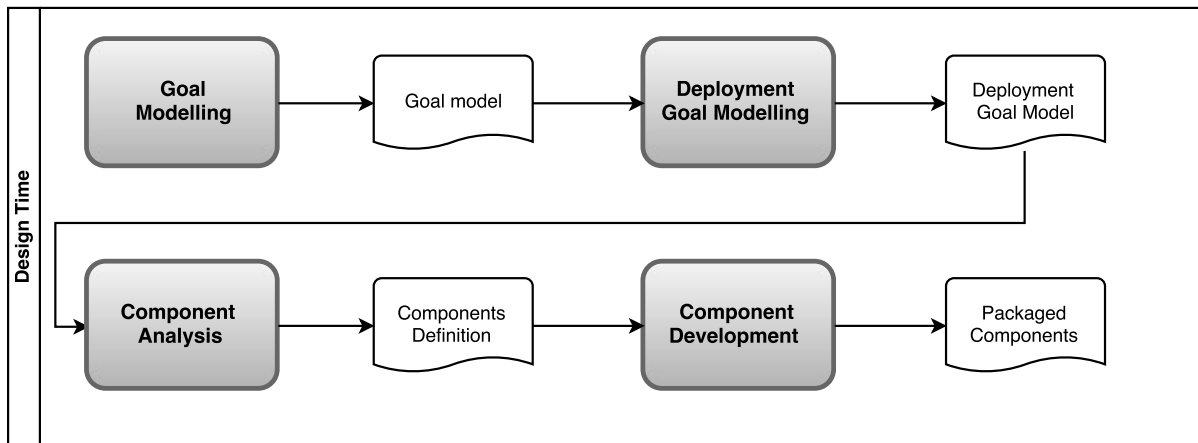 Design Time
Goal
Modelling
Goal model
Deployment
Goal Modelling
Deployment
Goal Model
Component
Analysis
Components
Definition
Component
Development
Packaged
Components